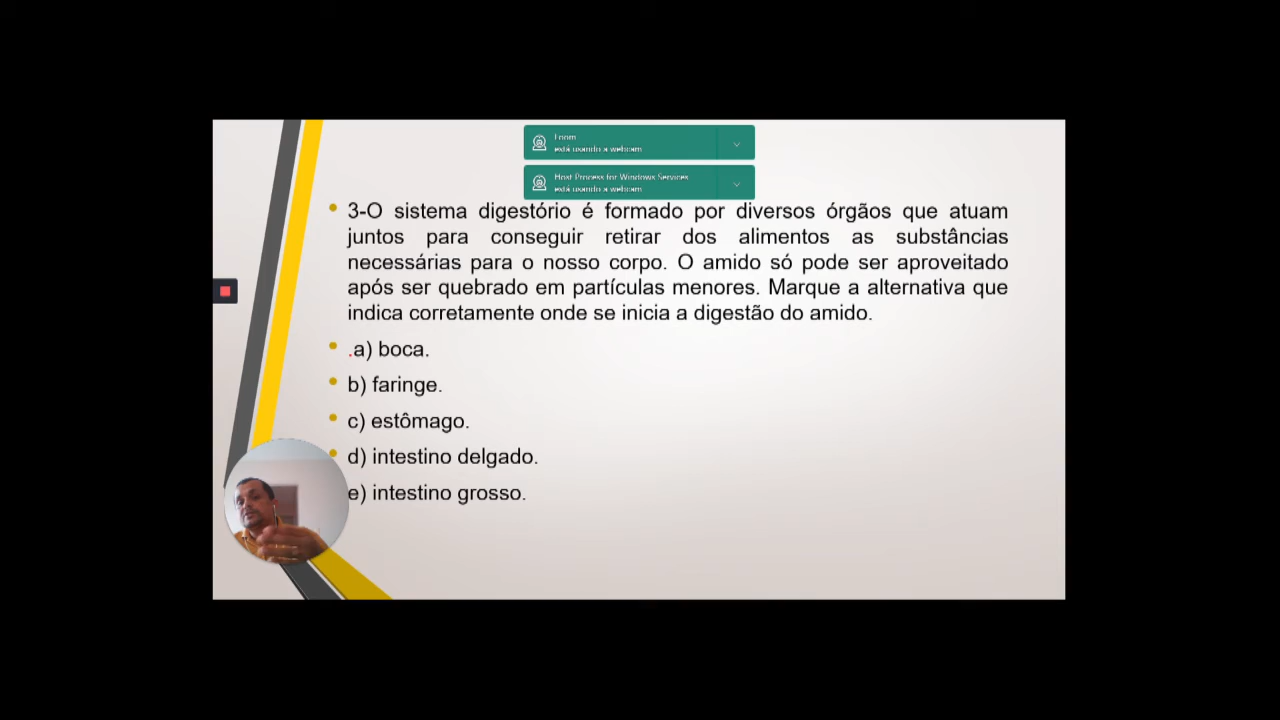 Loom
está usando a webcam
Host Process for Windows Services
está usando a webcam
3-O sistema digestório é formado por diversos órgãos que atuam
juntos para conseguir retirar dos alimentos as substâncias
necessárias para o nosso corpo. O amido só pode ser aproveitado
após ser quebrado em partículas menores. Marque a alternativa que
indica corretamente onde se inicia a digestão do amido.
.a) boca.
b) faringe.
c) estômago.
d) intestino delgado.
e) intestino grosso.